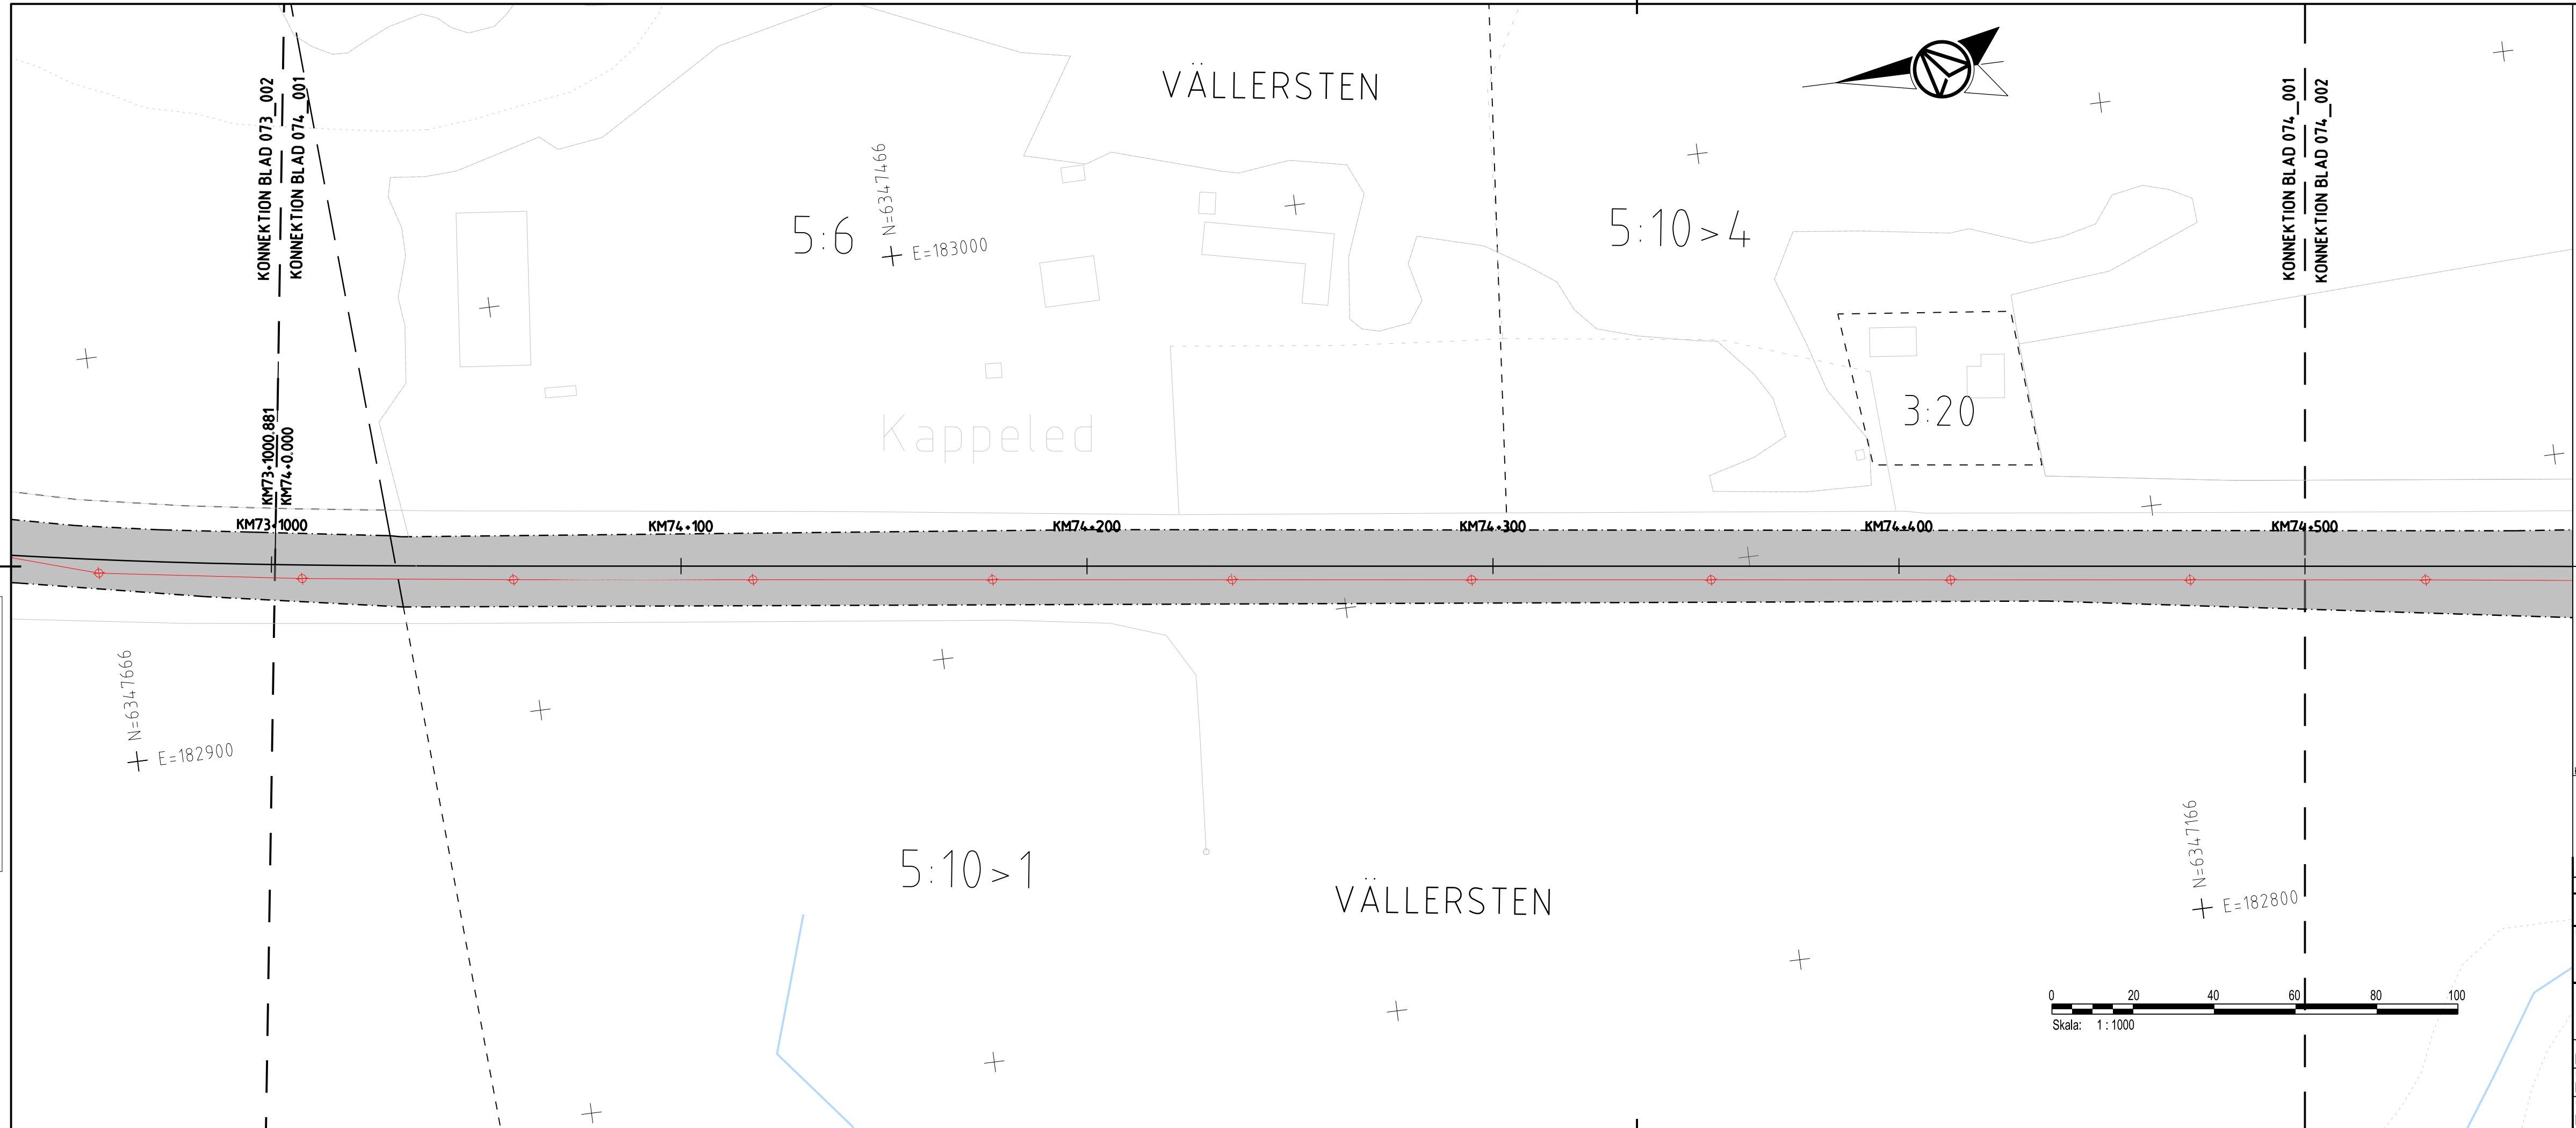 KONNEKTION BLAD 073_002
KONNEKTION BLAD 074_001
VÄLLERSTEN
KONNEKTION BLAD 074_001
KONNEKTION BLAD 074_002
5:6
N=6347466
E=183000
5:10>4
3:20
Kappeled
KM73+1000.881
KM74+0.000
KM73+1000
KM74+100
KM74+200
KM74+300
KM74+400
KM74+500
N=6347666
E=182900
5:10>1
VÄLLERSTEN
N=6347166
E=182800
0 20 40 60 80 100
Skala: 1 : 1000